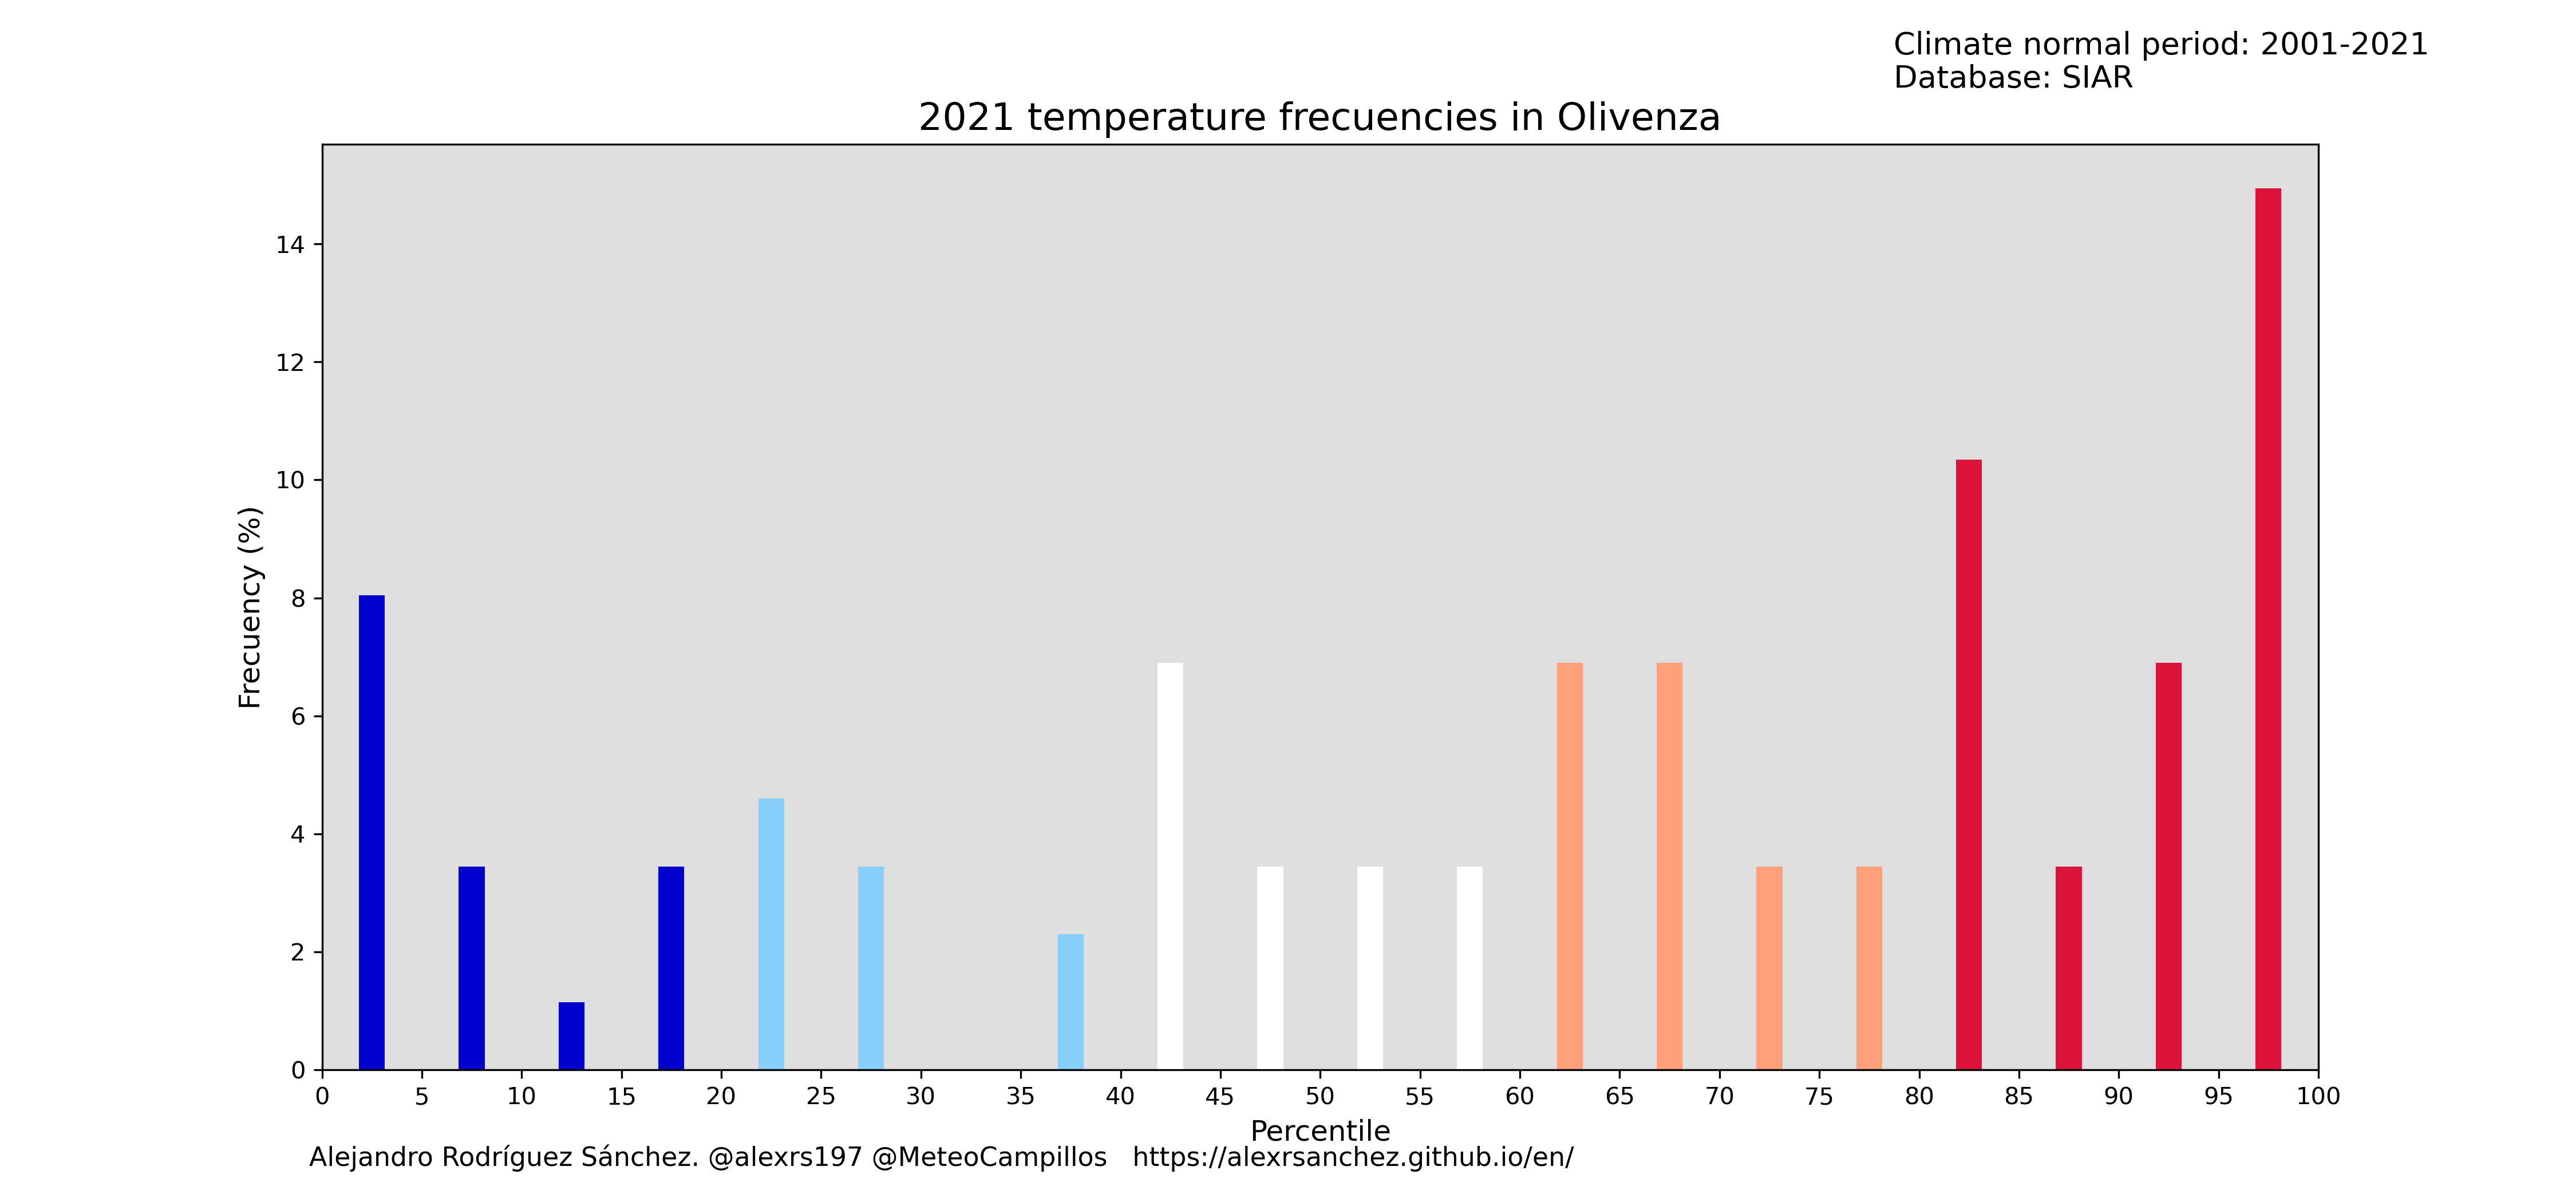 Climate normal period: 2001-2021
Database: SIAR
2021 temperature frecuencies in Olivenza
Frecuency (%)
14
12
10
8
6
4
2
0
0 5 10 15 20 25 30 35 40 45 50 55 60 65 70 75 80 85 90 95 100
Percentile
Alejandro Rodríguez Sánchez. @alexrs197 @MeteoCampillos https://alexrsanchez.github.io/en/